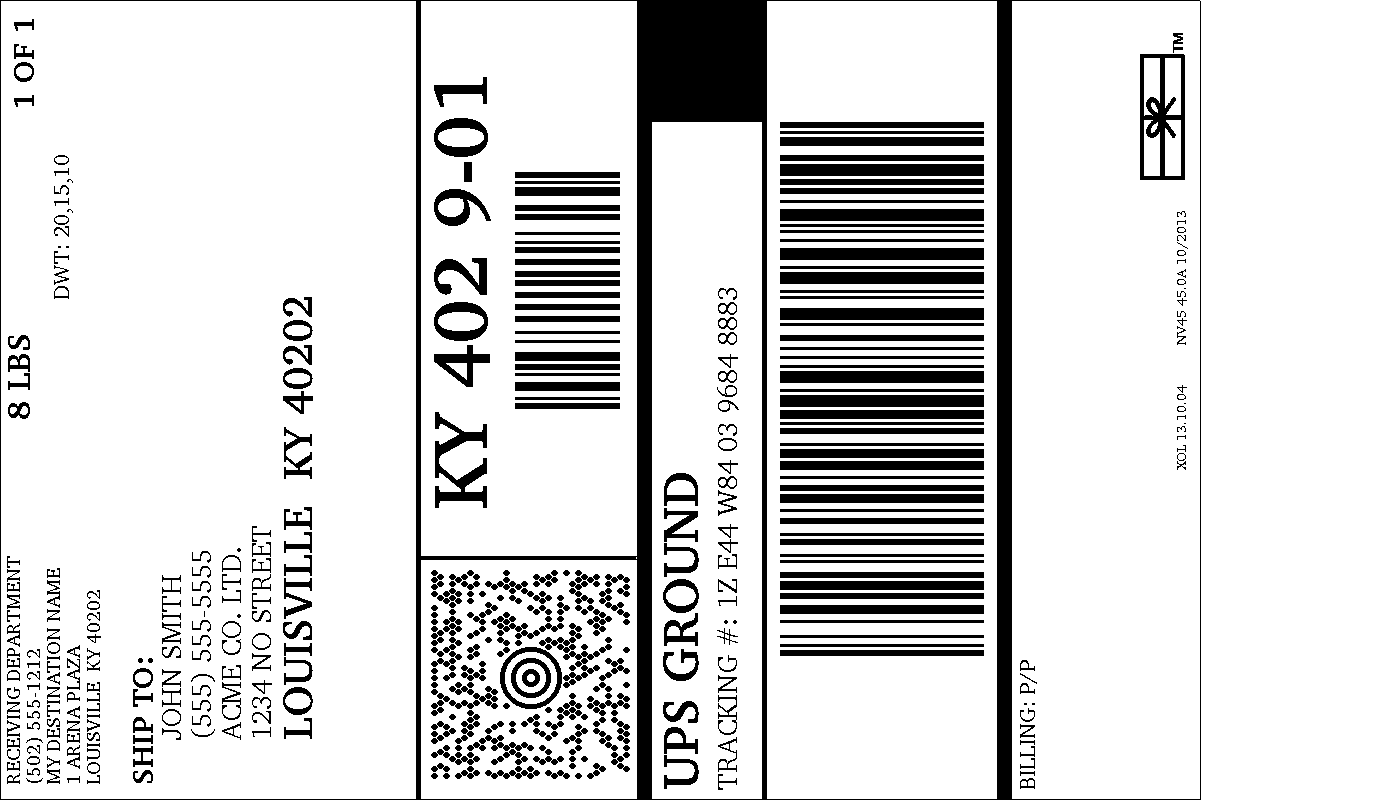 RECEIVING DEPARTMENT
(502) 555-1212
MY DESTINATION NAME
1 ARENA PLAZA
LOUISVILLE KY 40202
8 LBS
1 OF 1
DWT: 20,15,10
SHIP TO:
JOHN SMITH
(555) 555-5555
ACME CO. LTD.
1234 NO STREET
LOUISVILLE KY 40202
KY 402 9-01
UPS GROUND
TRACKING #: 1Z E44 W84 03 9684 8883
BILLING: P/P
XOL 13.10.04 NV45 45.0A 10/2013
TM